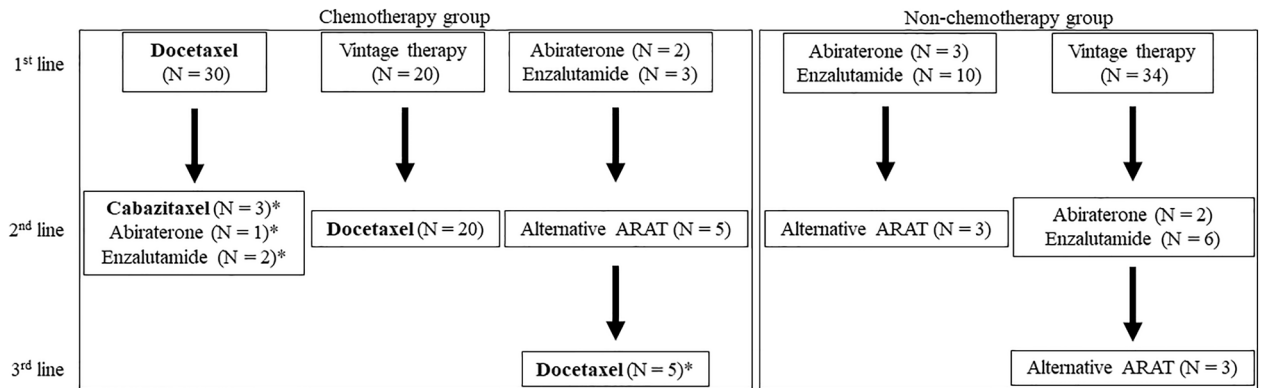 Chemotherapy group
Non-chemotherapy group
1st line
Docetaxel
(N = 30)
Vintage therapy
(N = 20)
Abiraterone (N = 2)
Enzalutamide (N = 3)
Abiraterone (N = 3)
Enzalutamide (N = 10)
Vintage therapy
(N = 34)
2nd line
Cabazitaxel (N = 3)*
Abiraterone (N = 1)*
Enzalutamide (N = 2)*
Docetaxel (N = 20)
Alternative ARAT (N = 5)
Alternative ARAT (N = 3)
Abiraterone (N = 2)
Enzalutamide (N = 6)
3rd line
Docetaxel (N = 5)*
Alternative ARAT (N = 3)